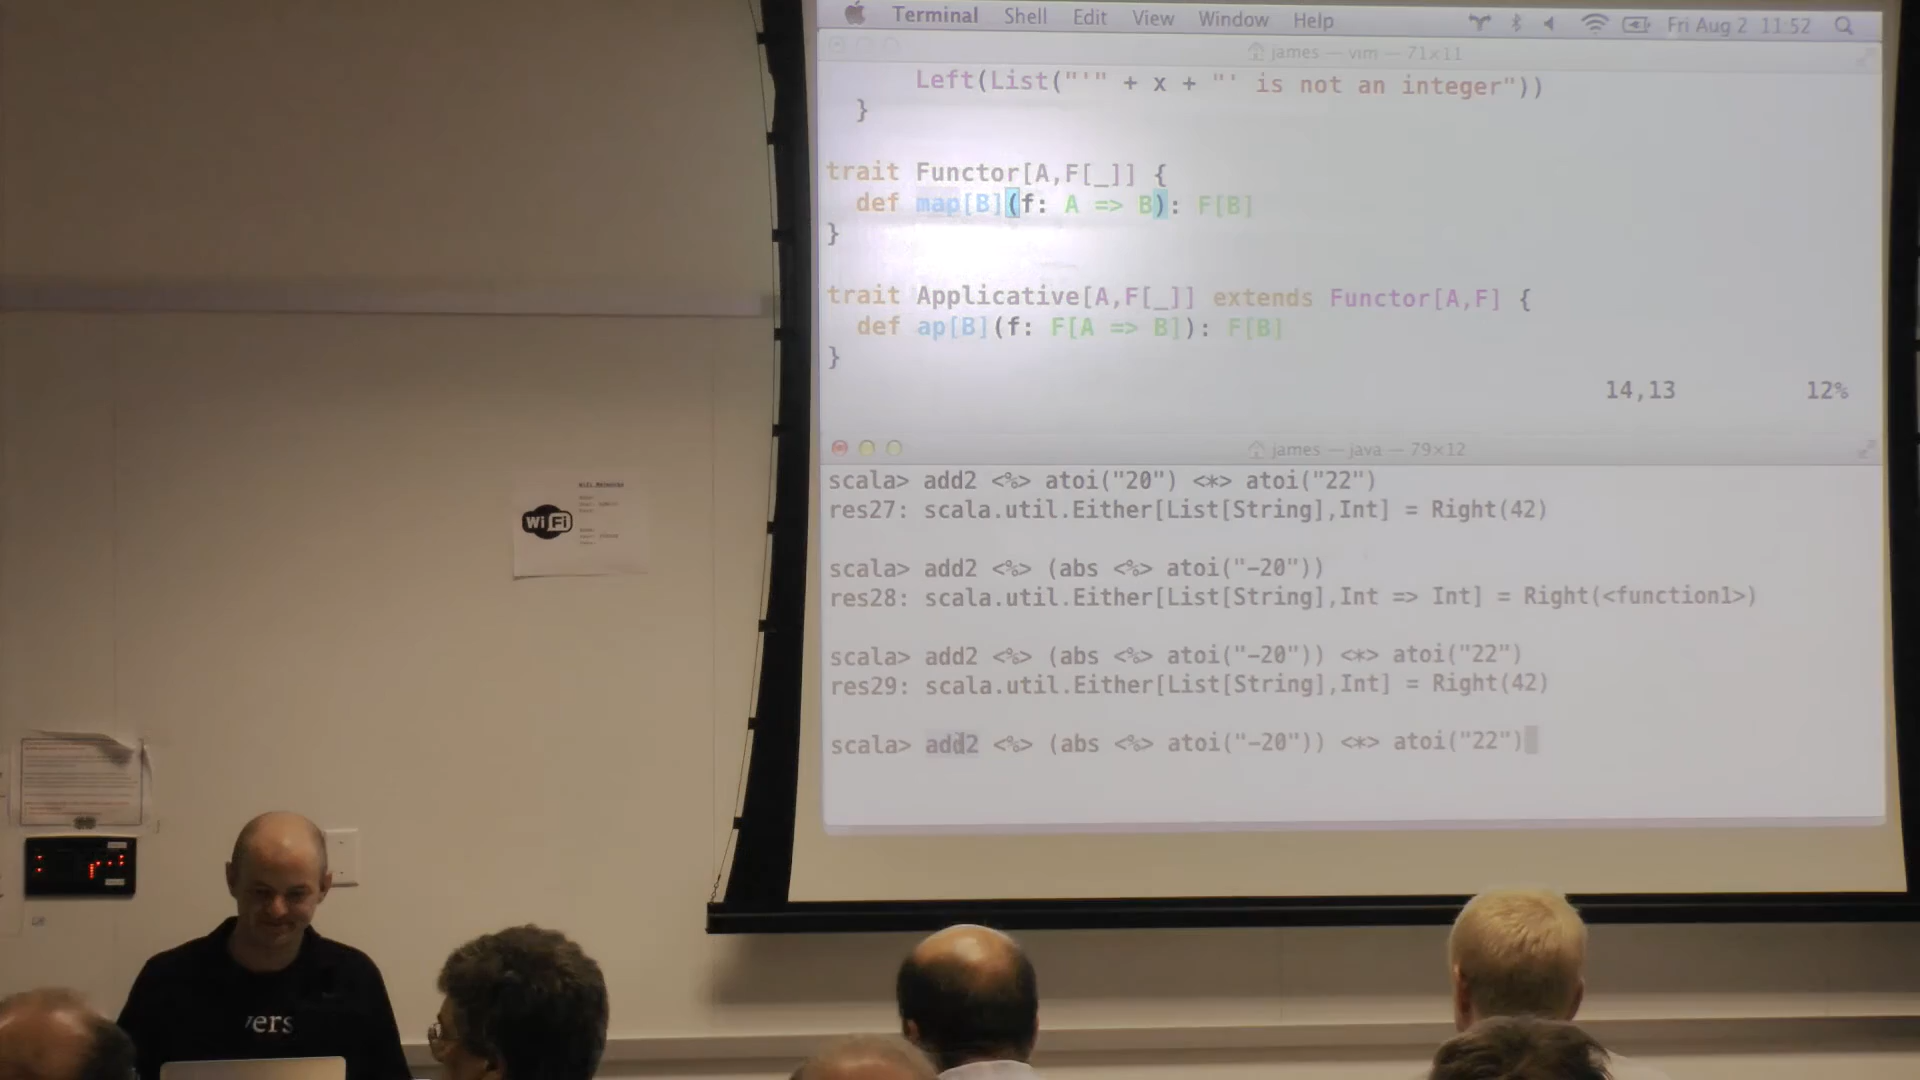 Terminal Shell Edit View Window Help Fri Aug 2 11:52
james — vim — 71×11
Left(List("'" + x + "' is not an integer"))
}
trait Functor[A,F[_]] {
def map[B](f: A => B): F[B]
}
trait Applicative[A,F[_]] extends Functor[A,F] {
def ap[B](f: F[A => B]): F[B]
}
14,13 12%
james — java — 79×12
scala> add2 <%> atoi("20") <*> atoi("22")
res27: scala.util.Either[List[String],Int] = Right(42)
scala> add2 <%> (abs <%> atoi("-20"))
res28: scala.util.Either[List[String],Int => Int] = Right(<function1>)
scala> add2 <%> (abs <%> atoi("-20")) <*> atoi("22")
res29: scala.util.Either[List[String],Int] = Right(42)
scala> add2 <%> (abs <%> atoi("-20")) <*> atoi("22")
WiFi Networks
WiFi
vers